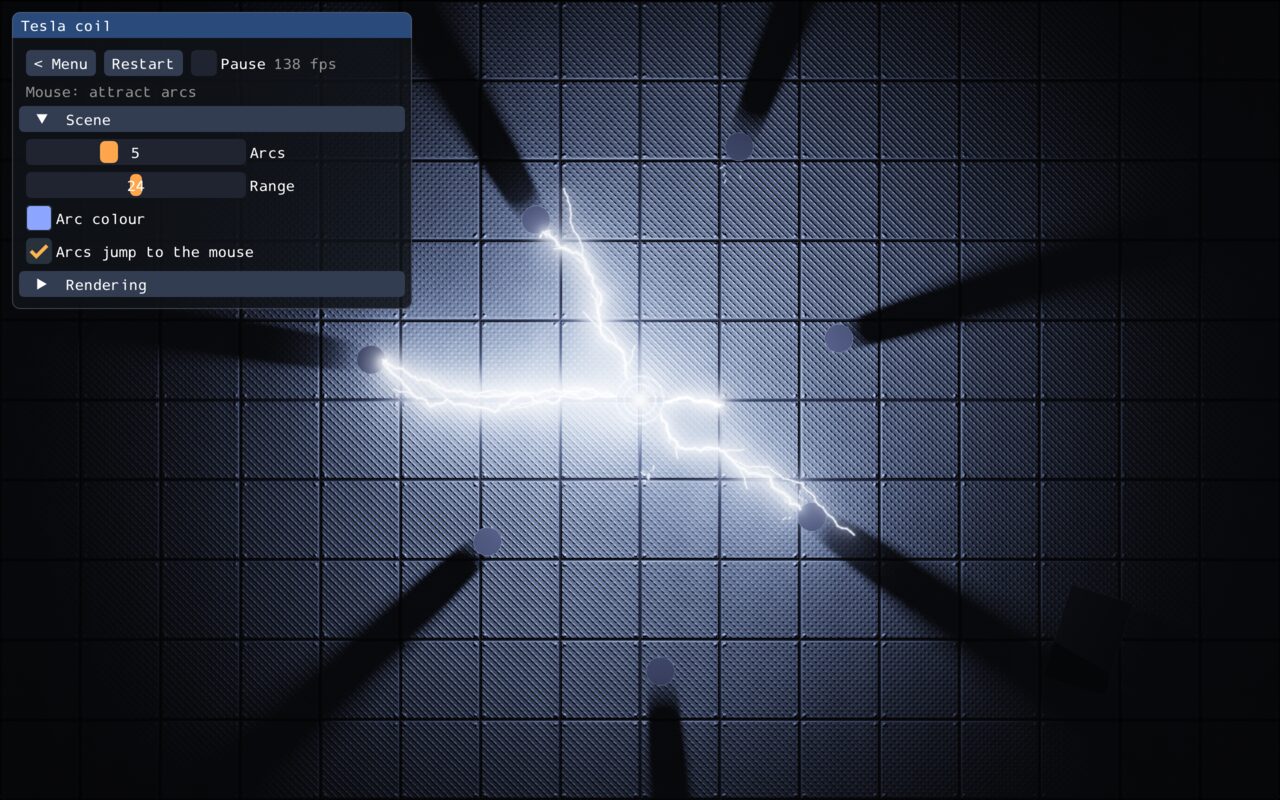 Tesla coil
< Menu Restart Pause 138 fps
Mouse: attract arcs
Scene
5 Arcs
24 Range
Arc colour
Arcs jump to the mouse
Rendering